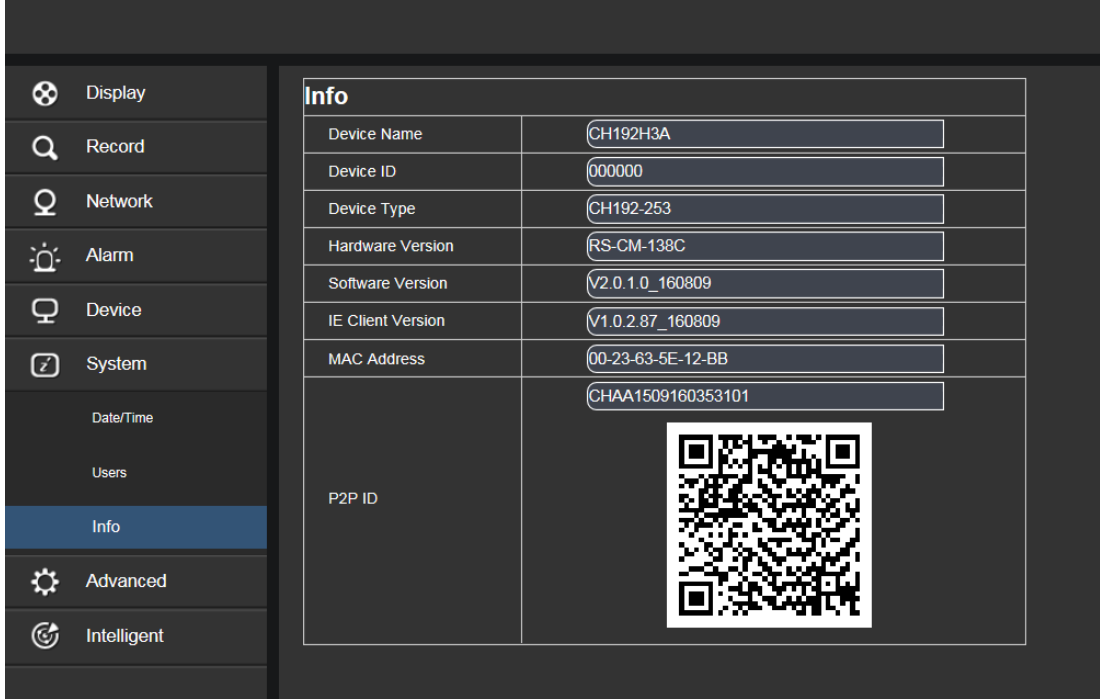 Display
Record
Network
Alarm
Device
System
Date/Time
Users
Info
Advanced
Intelligent
Info
Device Name CH192H3A
Device ID 000000
Device Type CH192-253
Hardware Version RS-CM-138C
Software Version V2.0.1.0_160809
IE Client Version V1.0.2.87_160809
MAC Address 00-23-63-5E-12-BB
P2P ID CHAA1509160353101